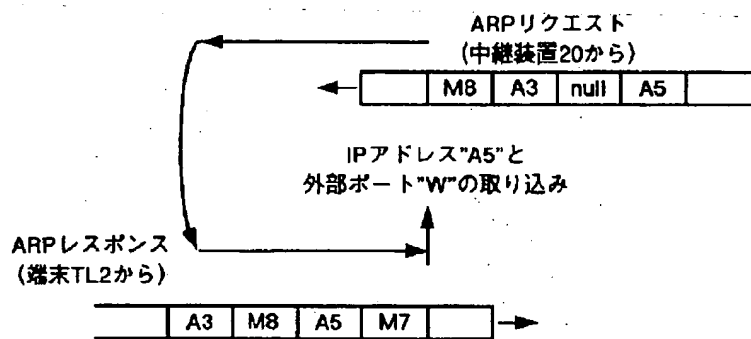 ARPリクエスト
(中継装置20から)
M8 A3 null A5
IPアドレス"A5"と
外部ポート"W"の取り込み
ARPレスポンス
(端末TL2から)
A3 M8 A5 M7